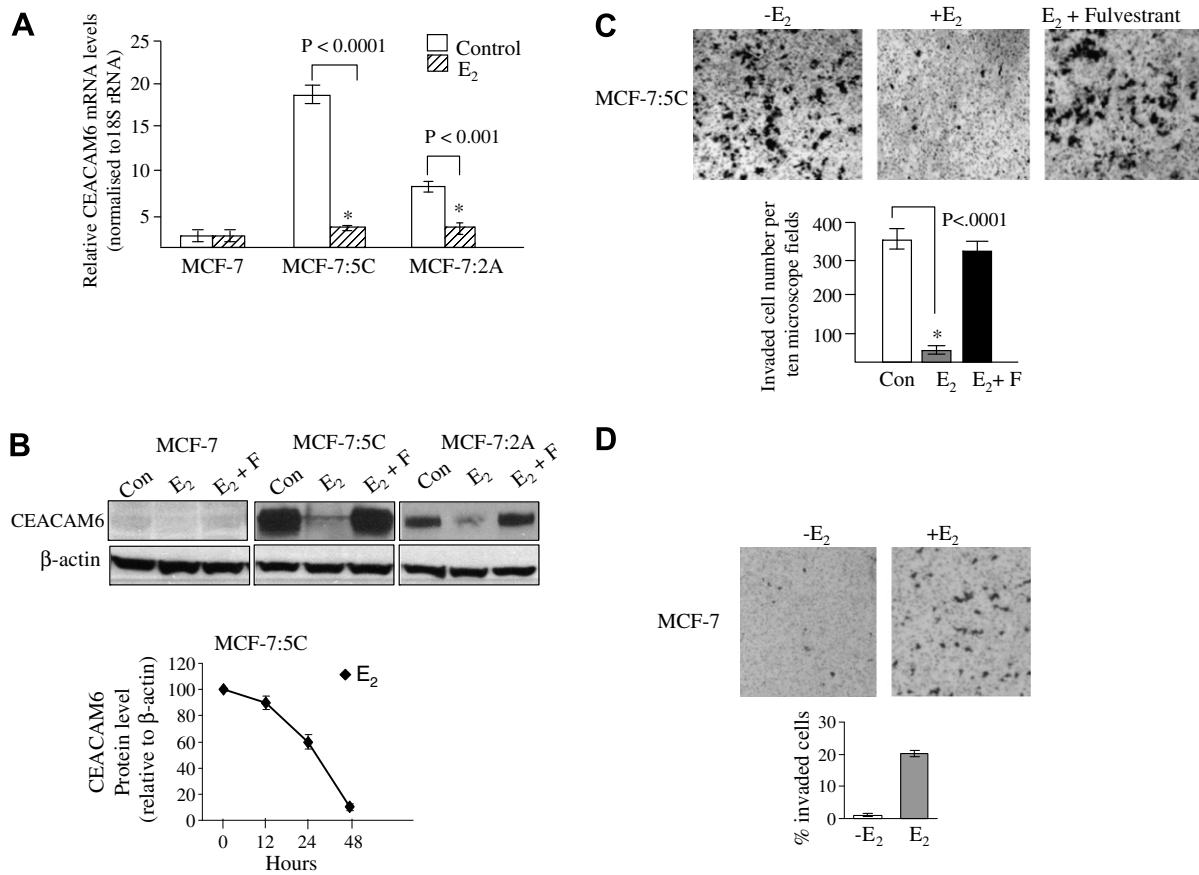 A
Relative CEACAM6 mRNA levels
(normalised to18S rRNA)
25
20
15
10
5
P < 0.0001
P < 0.001
Control
E2
*
*
MCF-7
MCF-7:5C
MCF-7:2A
C
-E2
+E2
E2 + Fulvestrant
MCF-7:5C
Invaded cell number per
ten microscope fields
400
300
200
100
P<.0001
*
Con
E2
E2+ F
B
MCF-7
MCF-7:5C
MCF-7:2A
Con
E2
E2 + F
Con
E2
E2 + F
Con
E2
E2 + F
CEACAM6
β-actin
MCF-7:5C
CEACAM6
Protein level
(relative to β-actin)
120
100
80
60
40
20
0
E2
0
12
24
48
Hours
D
-E2
+E2
MCF-7
% invaded cells
30
20
10
0
-E2
E2